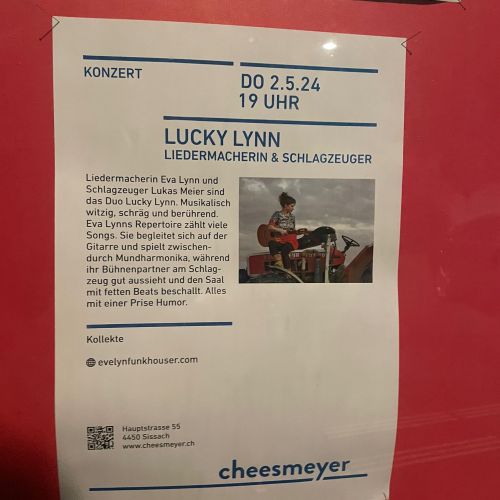 KONZERT
DO 2.5.24
19 UHR
LUCKY LYNN
LIEDERMACHERIN & SCHLAGZEUGER
Liedermacherin Eva Lynn und
Schlagzeuger Lukas Meier sind
das Duo Lucky Lynn. Musikalisch
witzig, schräg und berührend.
Eva Lynns Repertoire zählt viele
Songs. Sie begleitet sich auf der
Gitarre und spielt zwischen-
durch Mundharmonika, während
ihr Bühnenpartner am Schlag-
zeug gut aussieht und den Saal
mit fetten Beats beschallt. Alles
mit einer Prise Humor.
Kollekte
evelynfunkhouser.com
Hauptstrasse 55
4450 Sissach
www.cheesmeyer.ch
cheesmeyer